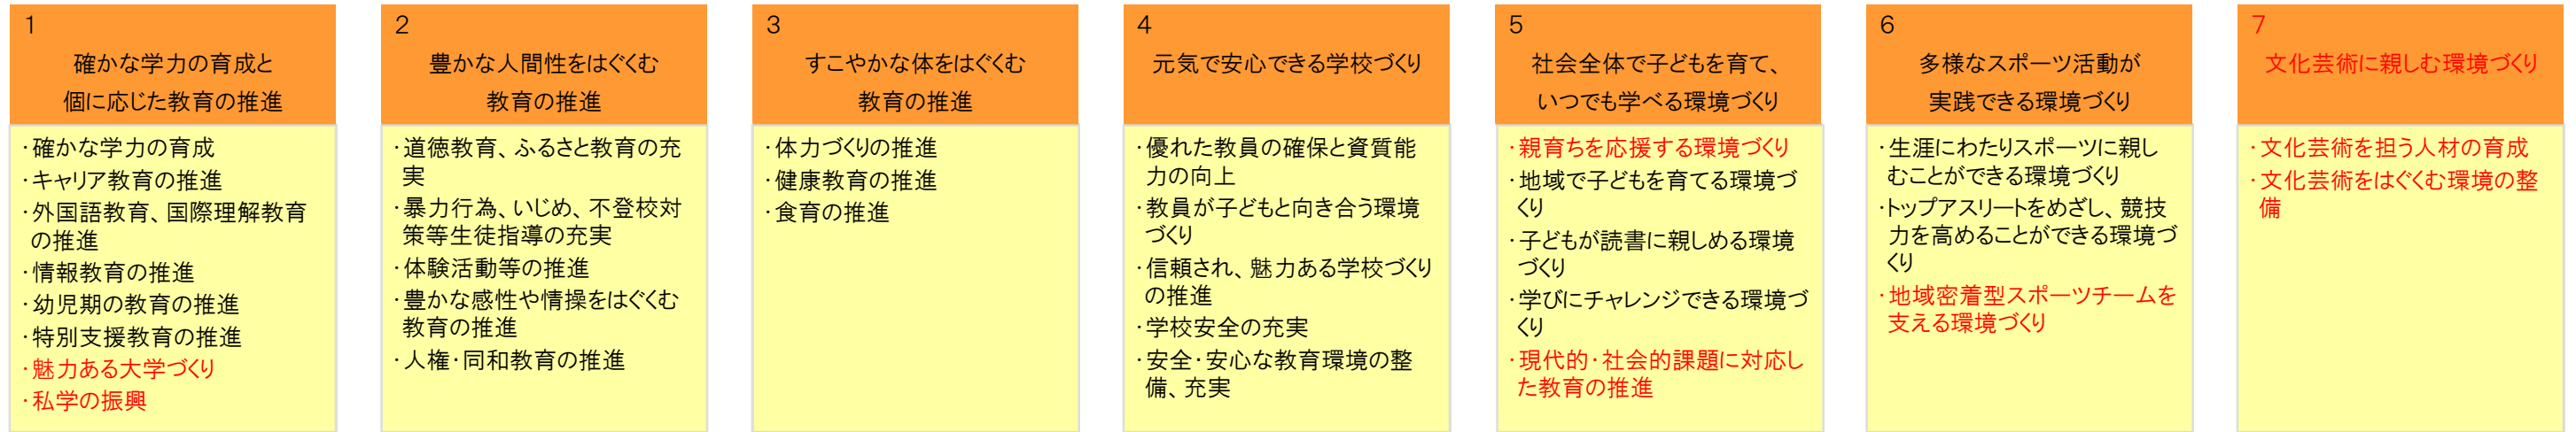 1
確かな学力の育成と
個に応じた教育の推進
・確かな学力の育成
・キャリア教育の推進
・外国語教育、国際理解教育
の推進
・情報教育の推進
・幼児期の教育の推進
・特別支援教育の推進
・魅力ある大学づくり
・私学の振興
2
豊かな人間性をはぐくむ
教育の推進
・道徳教育、ふるさと教育の充
実
・暴力行為、いじめ、不登校対
策等生徒指導の充実
・体験活動等の推進
・豊かな感性や情操をはぐくむ
教育の推進
・人権・同和教育の推進
3
すこやかな体をはぐくむ
教育の推進
・体力づくりの推進
・健康教育の推進
・食育の推進
4
元気で安心できる学校づくり
・優れた教員の確保と資質能
力の向上
・教員が子どもと向き合う環境
づくり
・信頼され、魅力ある学校づくり
の推進
・学校安全の充実
・安全・安心な教育環境の整
備、充実
5
社会全体で子どもを育て、
いつでも学べる環境づくり
・親育ちを応援する環境づくり
・地域で子どもを育てる環境づ
くり
・子どもが読書に親しめる環境
づくり
・学びにチャレンジできる環境づ
くり
・現代的・社会的課題に対応し
た教育の推進
6
多様なスポーツ活動が
実践できる環境づくり
・生涯にわたりスポーツに親し
むことができる環境づくり
・トップアスリートをめざし、競技
力を高めることができる環境づ
くり
・地域密着型スポーツチームを
支える環境づくり
7
文化芸術に親しむ環境づくり
・文化芸術を担う人材の育成
・文化芸術をはぐくむ環境の整
備